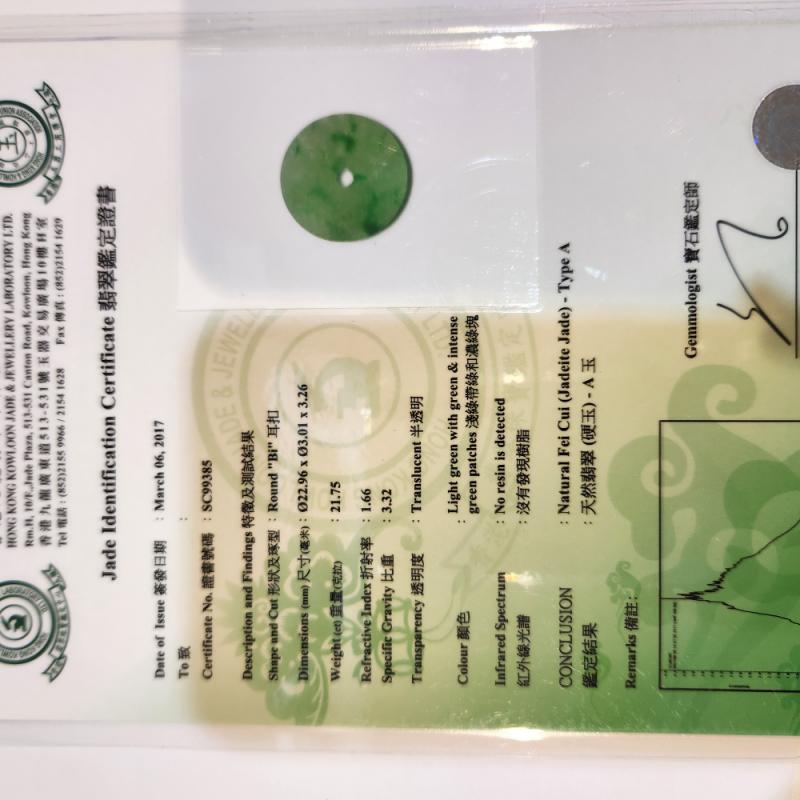 HONG KONG KOWLOON JADE & JEWELLERY LABORATORY LTD.
Rm.H, 10/F, Jade Plaza, 513-531 Canton Road, Kowloon, Hong Kong
香港九龍廣東道513-531號玉器交易廣場10樓H室
Tel 電話 : (852)2155 9966 / 2154 1628 Fax 傳真 : (852)2154 1629
Jade Identification Certificate 翡翠鑑定證書
Date of Issue 簽發日期 : March 06, 2017
To 致 :
Certificate No. 證書號碼 : SC99385
Description and Findings 特徵及測試結果
Shape and Cut 形狀及琢型 : Round "Bi" 耳扣
Dimensions (mm) 尺寸(毫米) : Ø22.96 x Ø3.01 x 3.26
Weight (ct) 重量(克拉) : 21.75
Refractive Index 折射率 : 1.66
Specific Gravity 比重 : 3.32
Transparency 透明度 : Translucent 半透明
Colour 顏色 : Light green with green & intense
green patches 淺綠帶綠和濃綠塊
Infrared Spectrum : No resin is detected
紅外線光譜 : 沒有發現樹脂
CONCLUSION : Natural Fei Cui (Jadeite Jade) - Type A
鑑定結果 : 天然翡翠 (硬玉) - A 玉
Remarks 備註:
Gemmologist 寶石鑑定師